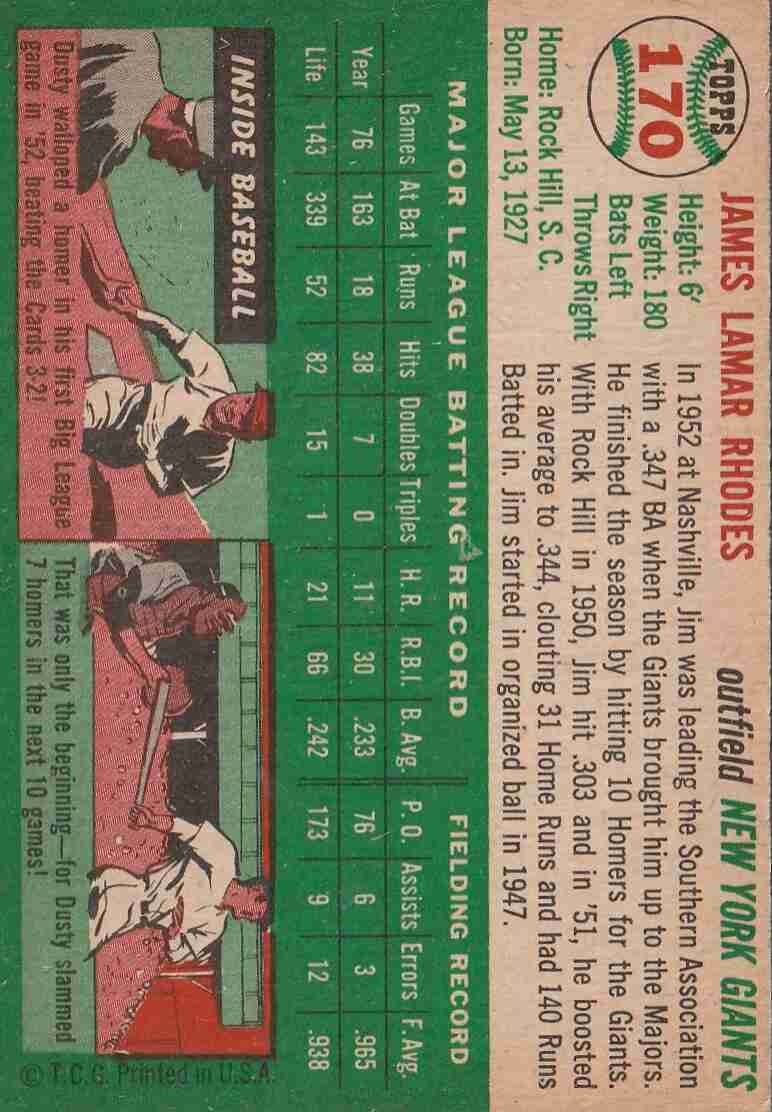 TOPPS
170
JAMES LAMAR RHODES
outfield NEW YORK GIANTS
Height: 6'
Weight: 180
Bats Left
Throws Right
Home: Rock Hill, S. C.
Born: May 13, 1927
In 1952 at Nashville, Jim was leading the Southern Association
with a .347 BA when the Giants brought him up to the Majors.
He finished the season by hitting 10 Homers for the Giants.
With Rock Hill in 1950, Jim hit .303 and in '51, he boosted
his average to .344, clouting 31 Home Runs and had 140 Runs
Batted in. Jim started in organized ball in 1947.
MAJOR LEAGUE BATTING RECORD FIELDING RECORD
Games At Bat Runs Hits Doubles Triples H. R. R.B.I. B. Avg. P. O. Assists Errors F. Avg.
Year 76 163 18 38 7 0 11 30 .233 76 6 3 .965
Life 143 339 52 82 15 1 21 66 .242 173 9 12 .938
INSIDE BASEBALL
Dusty walloped a homer in his first Big League
game in '52, beating the Cards 3-2!
That was only the beginning—for Dusty slammed
7 homers in the next 10 games!
© T.C.G. Printed in U.S.A.